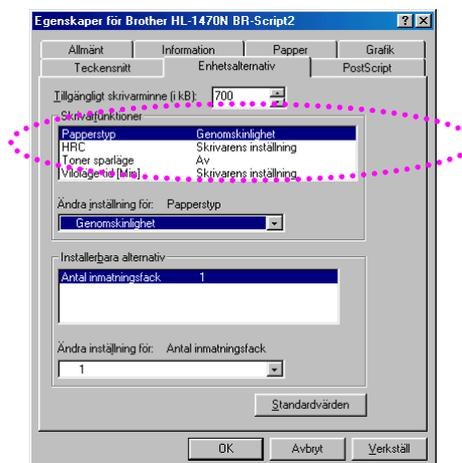 Egenskaper för Brother HL-1470N BR-Script2
Allmänt Information Papper Grafik
Teckensnitt Enhetsalternativ PostScript
Tillgängligt skrivarminne (i kB): 700
Skrivarfunktioner
Papperstyp Genomskinlighet
HRC Skrivarens inställning
Toner sparläge Av
Vilolägestid [Min] Skrivarens inställning
Ändra inställning för: Papperstyp
Genomskinlighet
Installerbara alternativ
Antal inmatningsfack 1
Ändra inställning för: Antal inmatningsfack
1
Standardvärden
OK Avbryt Verkställ